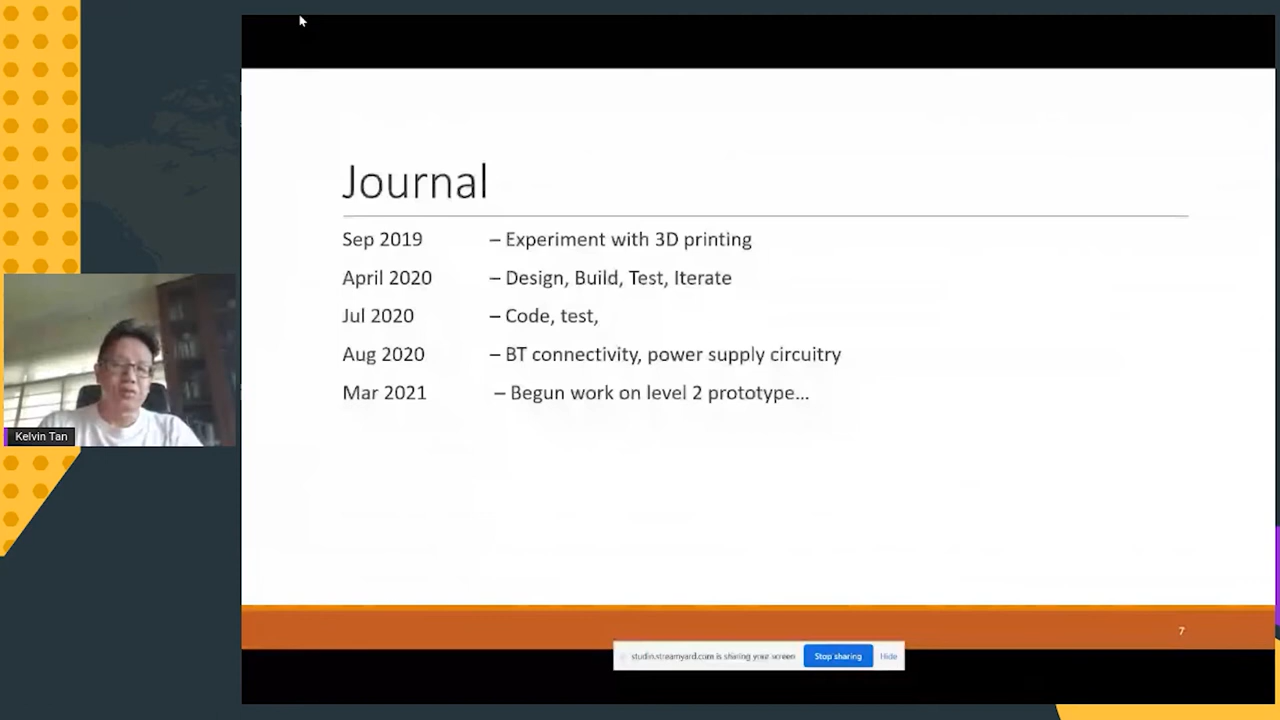 Journal
Sep 2019 – Experiment with 3D printing
April 2020 – Design, Build, Test, Iterate
Jul 2020 – Code, test,
Aug 2020 – BT connectivity, power supply circuitry
Mar 2021 – Begun work on level 2 prototype...
Kelvin Tan
7
studio.streamyard.com is sharing your screen Stop sharing Hide